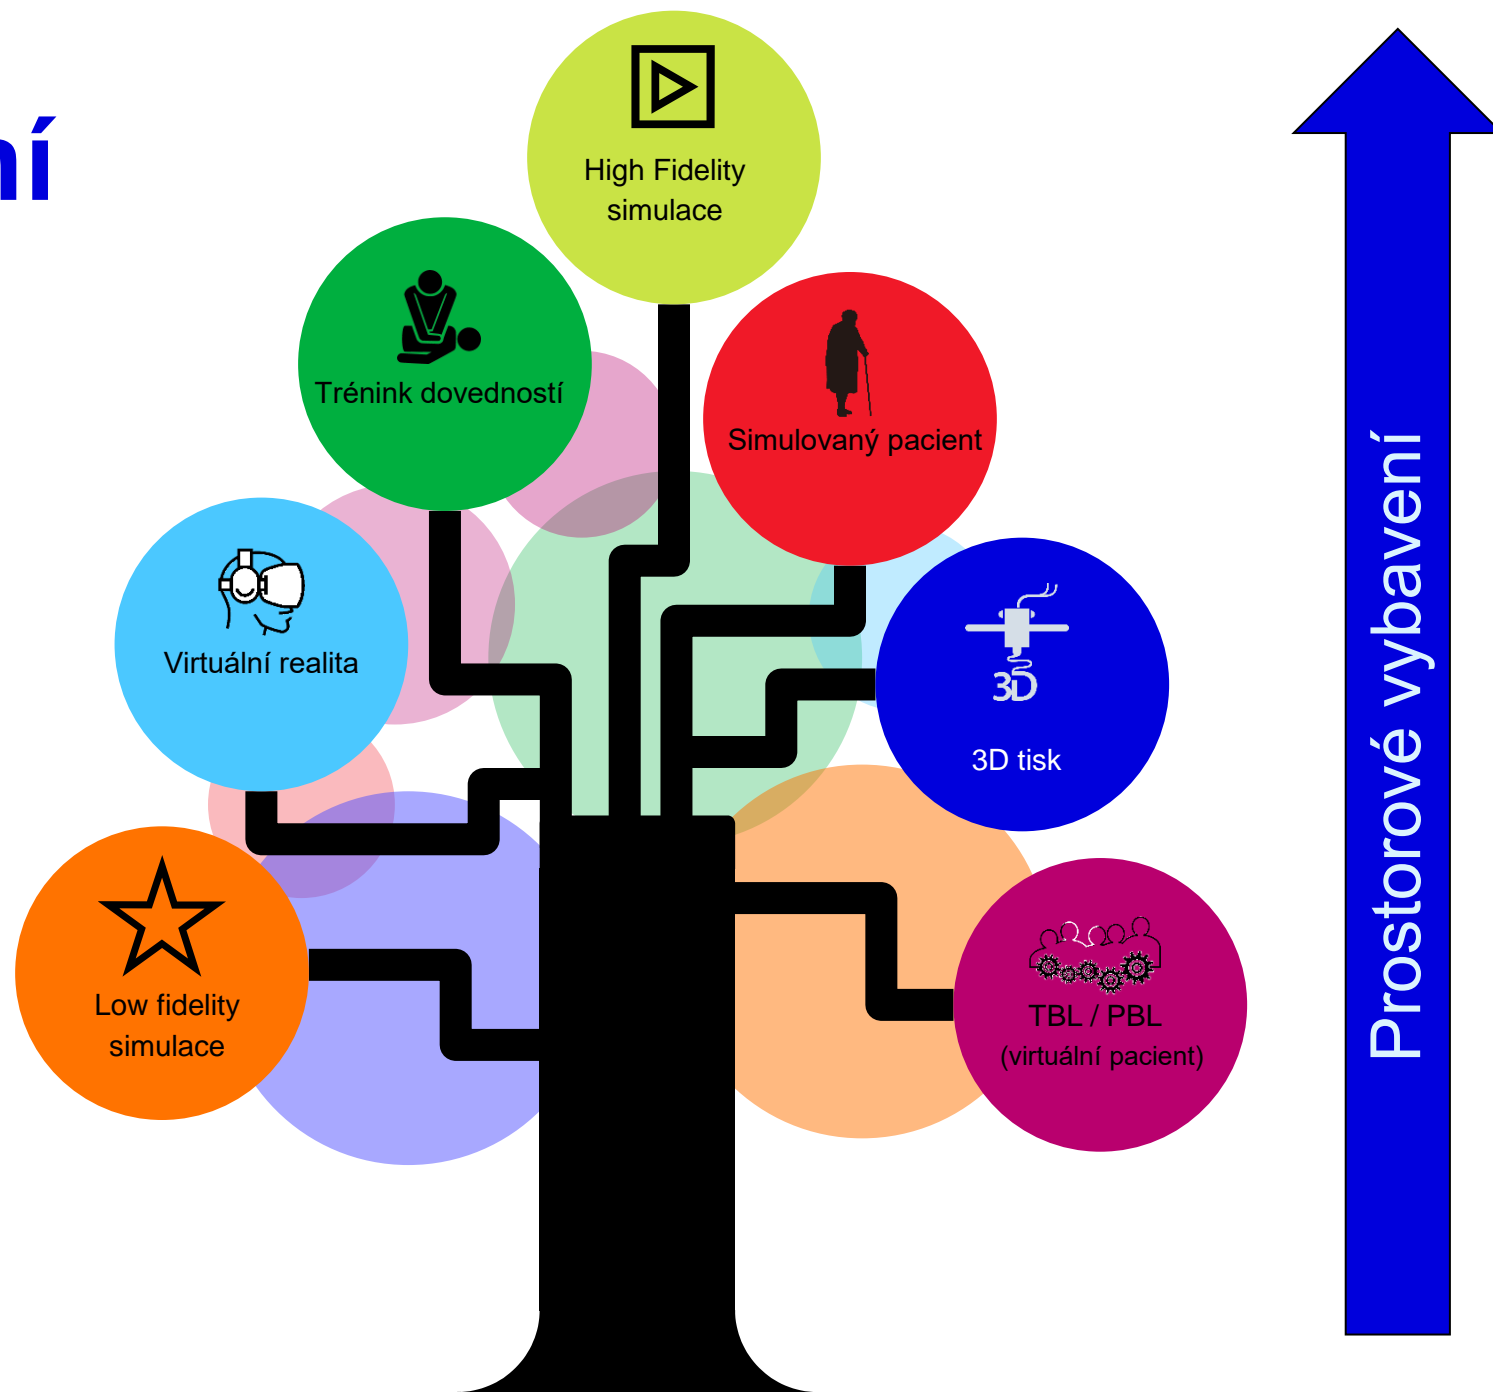 ní
High Fidelity
simulace
Trénink dovedností
Simulovaný pacient
Virtuální realita
3D
3D tisk
Low fidelity
simulace
TBL / PBL
(virtuální pacient)
Prostorové vybavení